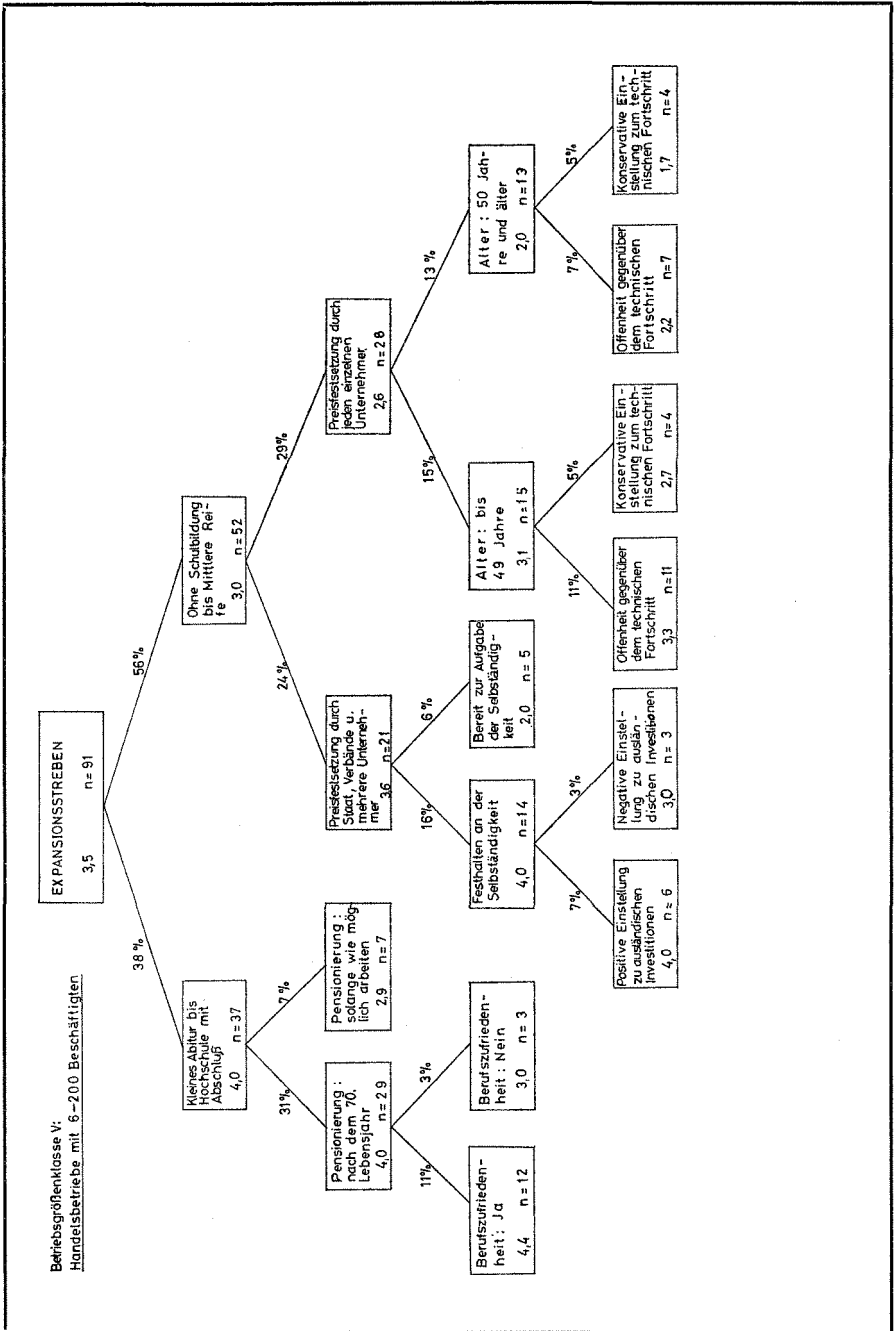 Betriebsgrößenklasse V:
Handelsbetriebe mit 6-200 Beschäftigten
EXPANSIONSSTREBEN
3,5 n=91
38%
56%
Kleines Abitur bis
Hochschule mit
Abschluß
4,0 n=37
Ohne Schulbildung
bis Mittlere Rei-
fe
3,0 n=52
31%
7%
24%
29%
Pensionierung:
nach dem 70.
Lebensjahr
4,0 n=29
Pensionierung:
solange wie mög-
lich arbeiten
2,9 n=7
Preisfestsetzung durch
Staat, Verbände u.
mehrere Unterneh-
mer
3,6 n=21
Preisfestsetzung durch
jeden einzelnen
Unternehmer
2,6 n=28
11%
3%
16%
6%
15%
13%
Berufszufrieden-
heit: Ja
4,4 n=12
Berufszufrieden-
heit: Nein
3,0 n=3
Festhalten an der
Selbständigkeit
4,0 n=14
Bereit zur Aufgabe
der Selbständig-
keit
2,0 n=5
Alter: bis
49 Jahre
3,1 n=15
Alter: 50 Jah-
re und älter
2,0 n=13
7%
3%
11%
5%
7%
5%
Positive Einstellung
zu ausländischen
Investitionen
4,0 n=6
Negative Einstel-
lung zu auslän-
dischen Investitionen
3,0 n=3
Offenheit gegenüber
dem technischen
Fortschritt
3,3 n=11
Konservative Ein-
stellung zum tech-
nischen Fortschritt
2,7 n=4
Offenheit gegenüber
dem technischen
Fortschritt
2,2 n=7
Konservative Ein-
stellung zum tech-
nischen Fortschritt
1,7 n=4